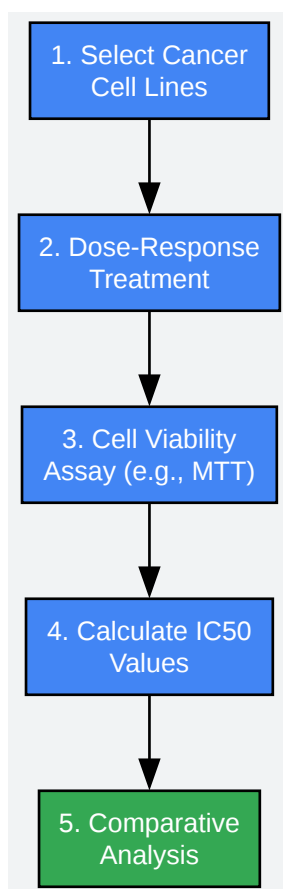 1. Select Cancer
Cell Lines
2. Dose-Response
Treatment
3. Cell Viability
Assay (e.g., MTT)
4. Calculate IC50
Values
5. Comparative
Analysis